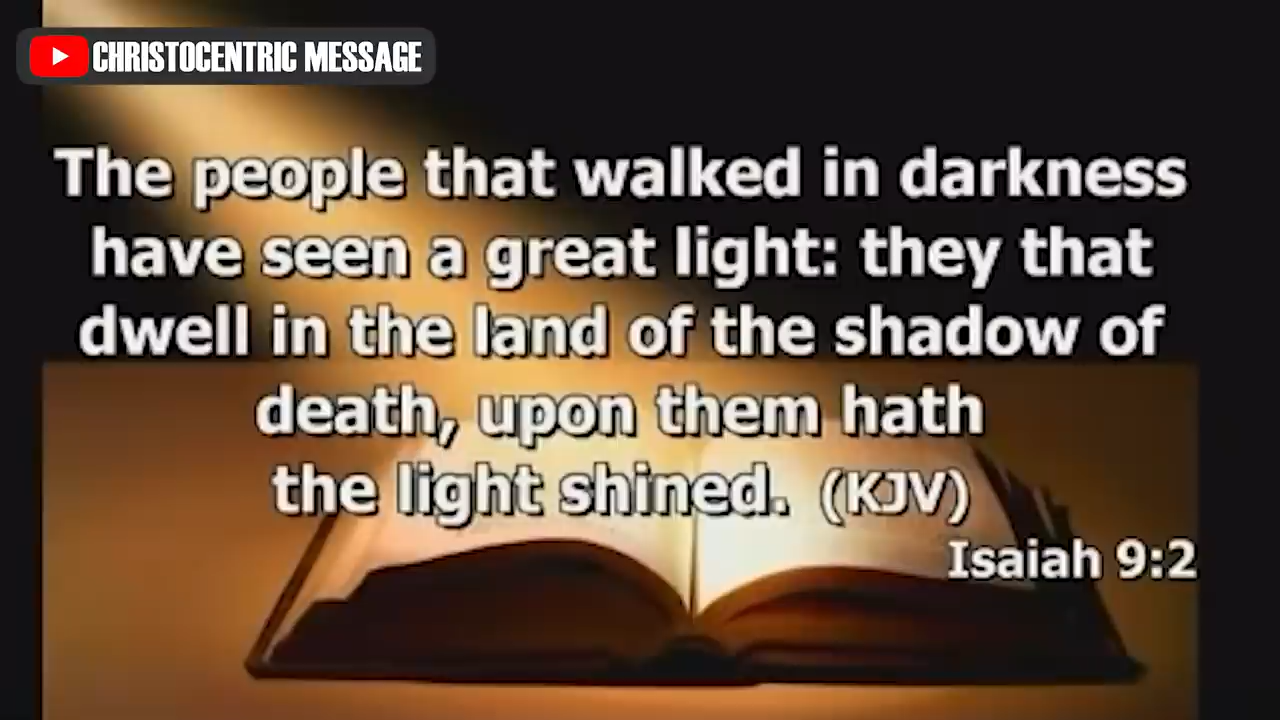 CHRISTOCENTRIC MESSAGE
The people that walked in darkness
have seen a great light: they that
dwell in the land of the shadow of
death, upon them hath
the light shined. (KJV)
Isaiah 9:2